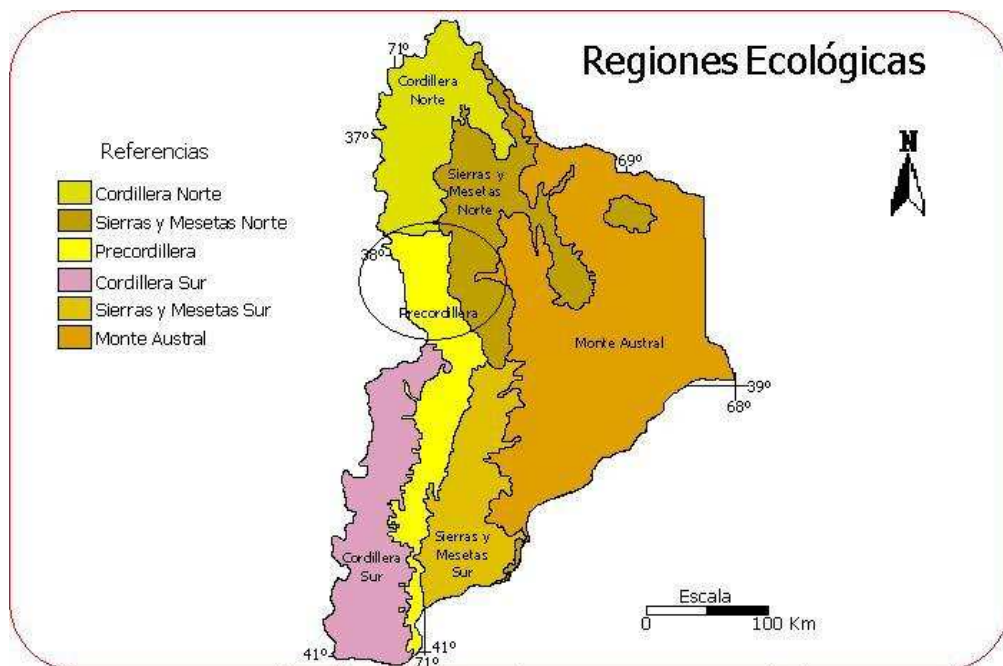 Regiones Ecológicas
N
Referencias
Cordillera Norte
Sierras y Mesetas Norte
Precordillera
Cordillera Sur
Sierras y Mesetas Sur
Monte Austral
71º
Cordillera
Norte
37º
69º
Sierras y
Mesetas
Norte
38º
Precordillera
Monte Austral
39º
68º
Sierras y
Mesetas
Sur
Cordillera
Sur
Escala
100 Km
41º
41º
71º